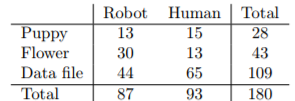 Robot Human Total
Puppy 13 15 28
Flower 30 13 43
Data file 44 65 109
Total 87 93 180